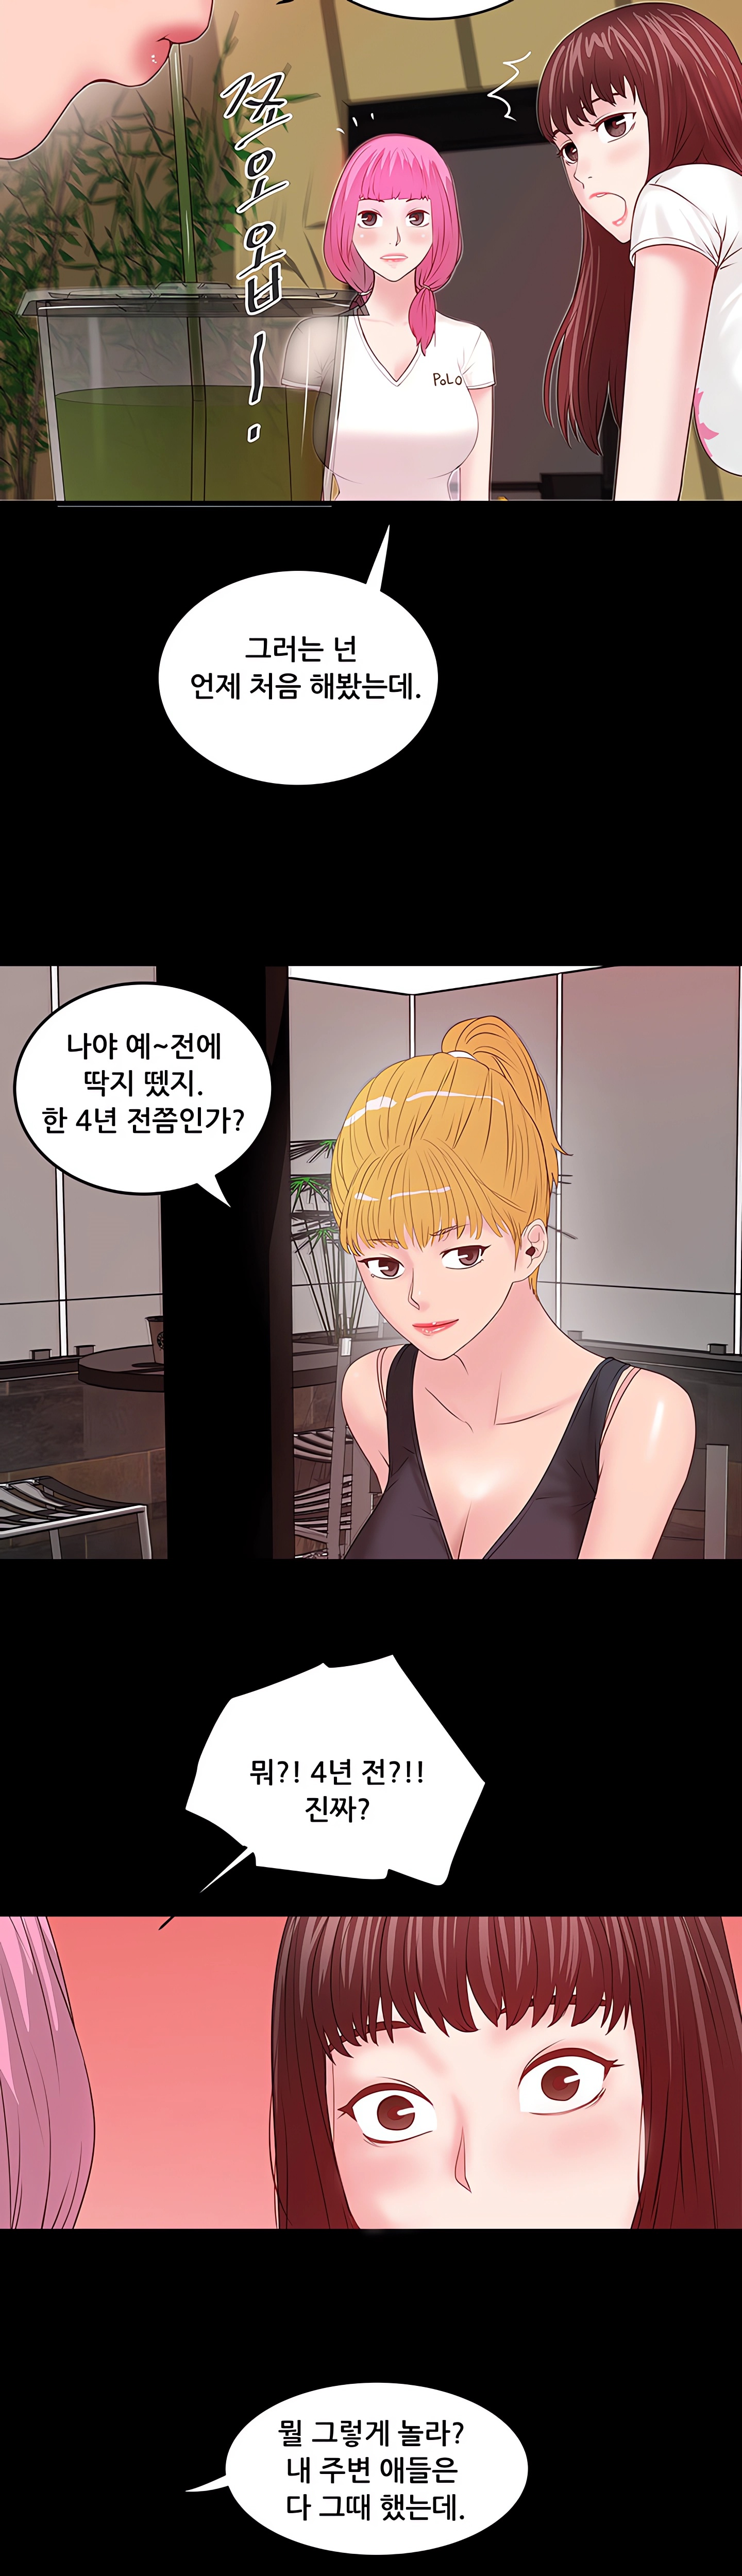 쪼오옵ㅡ.
PoLo
그러는 넌
언제 처음 해봤는데.
나야 예~전에
딱지 뗐지.
한 4년 전쯤인가?
뭐?! 4년 전?!!
진짜?
뭘 그렇게 놀라?
내 주변 애들은
다 그때 했는데.